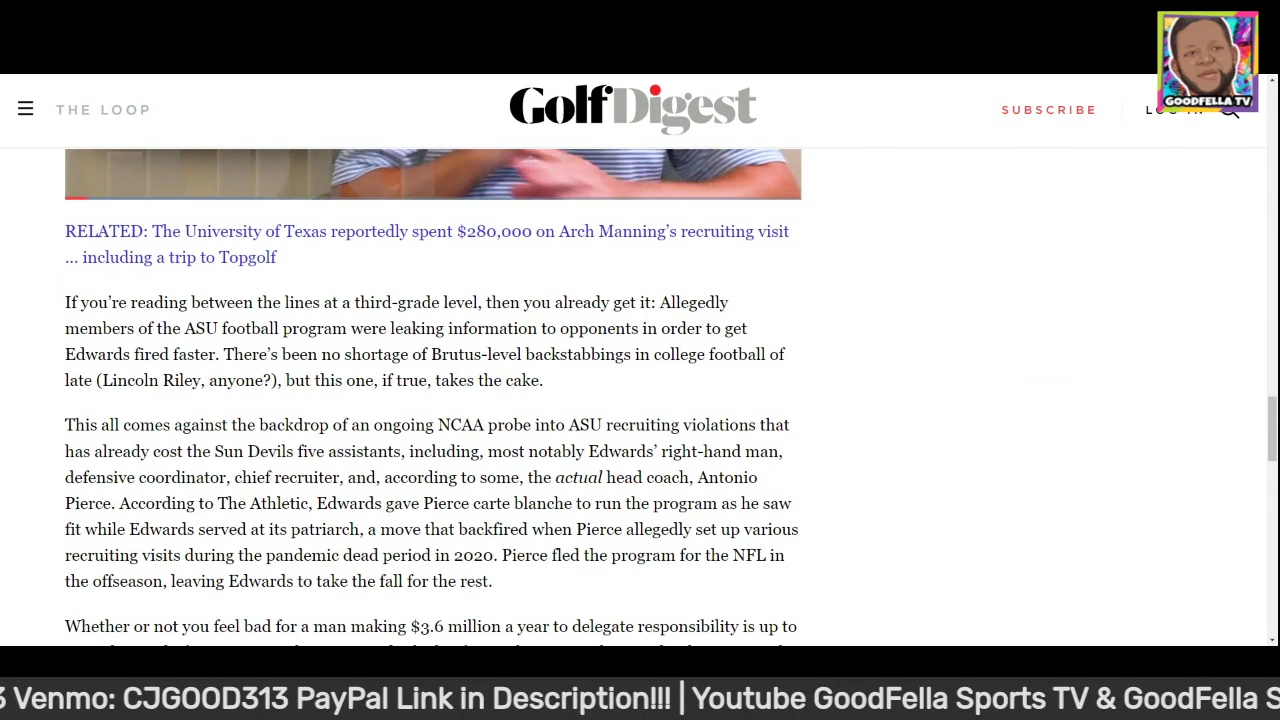 GOODFELLA TV
THE LOOP
GolfDigest
SUBSCRIBE
LOG IN
RELATED: The University of Texas reportedly spent $280,000 on Arch Manning’s recruiting visit
... including a trip to Topgolf
If you’re reading between the lines at a third-grade level, then you already get it: Allegedly
members of the ASU football program were leaking information to opponents in order to get
Edwards fired faster. There’s been no shortage of Brutus-level backstabbings in college football of
late (Lincoln Riley, anyone?), but this one, if true, takes the cake.
This all comes against the backdrop of an ongoing NCAA probe into ASU recruiting violations that
has already cost the Sun Devils five assistants, including, most notably Edwards’ right-hand man,
defensive coordinator, chief recruiter, and, according to some, the actual head coach, Antonio
Pierce. According to The Athletic, Edwards gave Pierce carte blanche to run the program as he saw
fit while Edwards served at its patriarch, a move that backfired when Pierce allegedly set up various
recruiting visits during the pandemic dead period in 2020. Pierce fled the program for the NFL in
the offseason, leaving Edwards to take the fall for the rest.
Whether or not you feel bad for a man making $3.6 million a year to delegate responsibility is up to
3 Venmo: CJGOOD313 PayPal Link in Description!!! | Youtube GoodFella Sports TV & GoodFella S